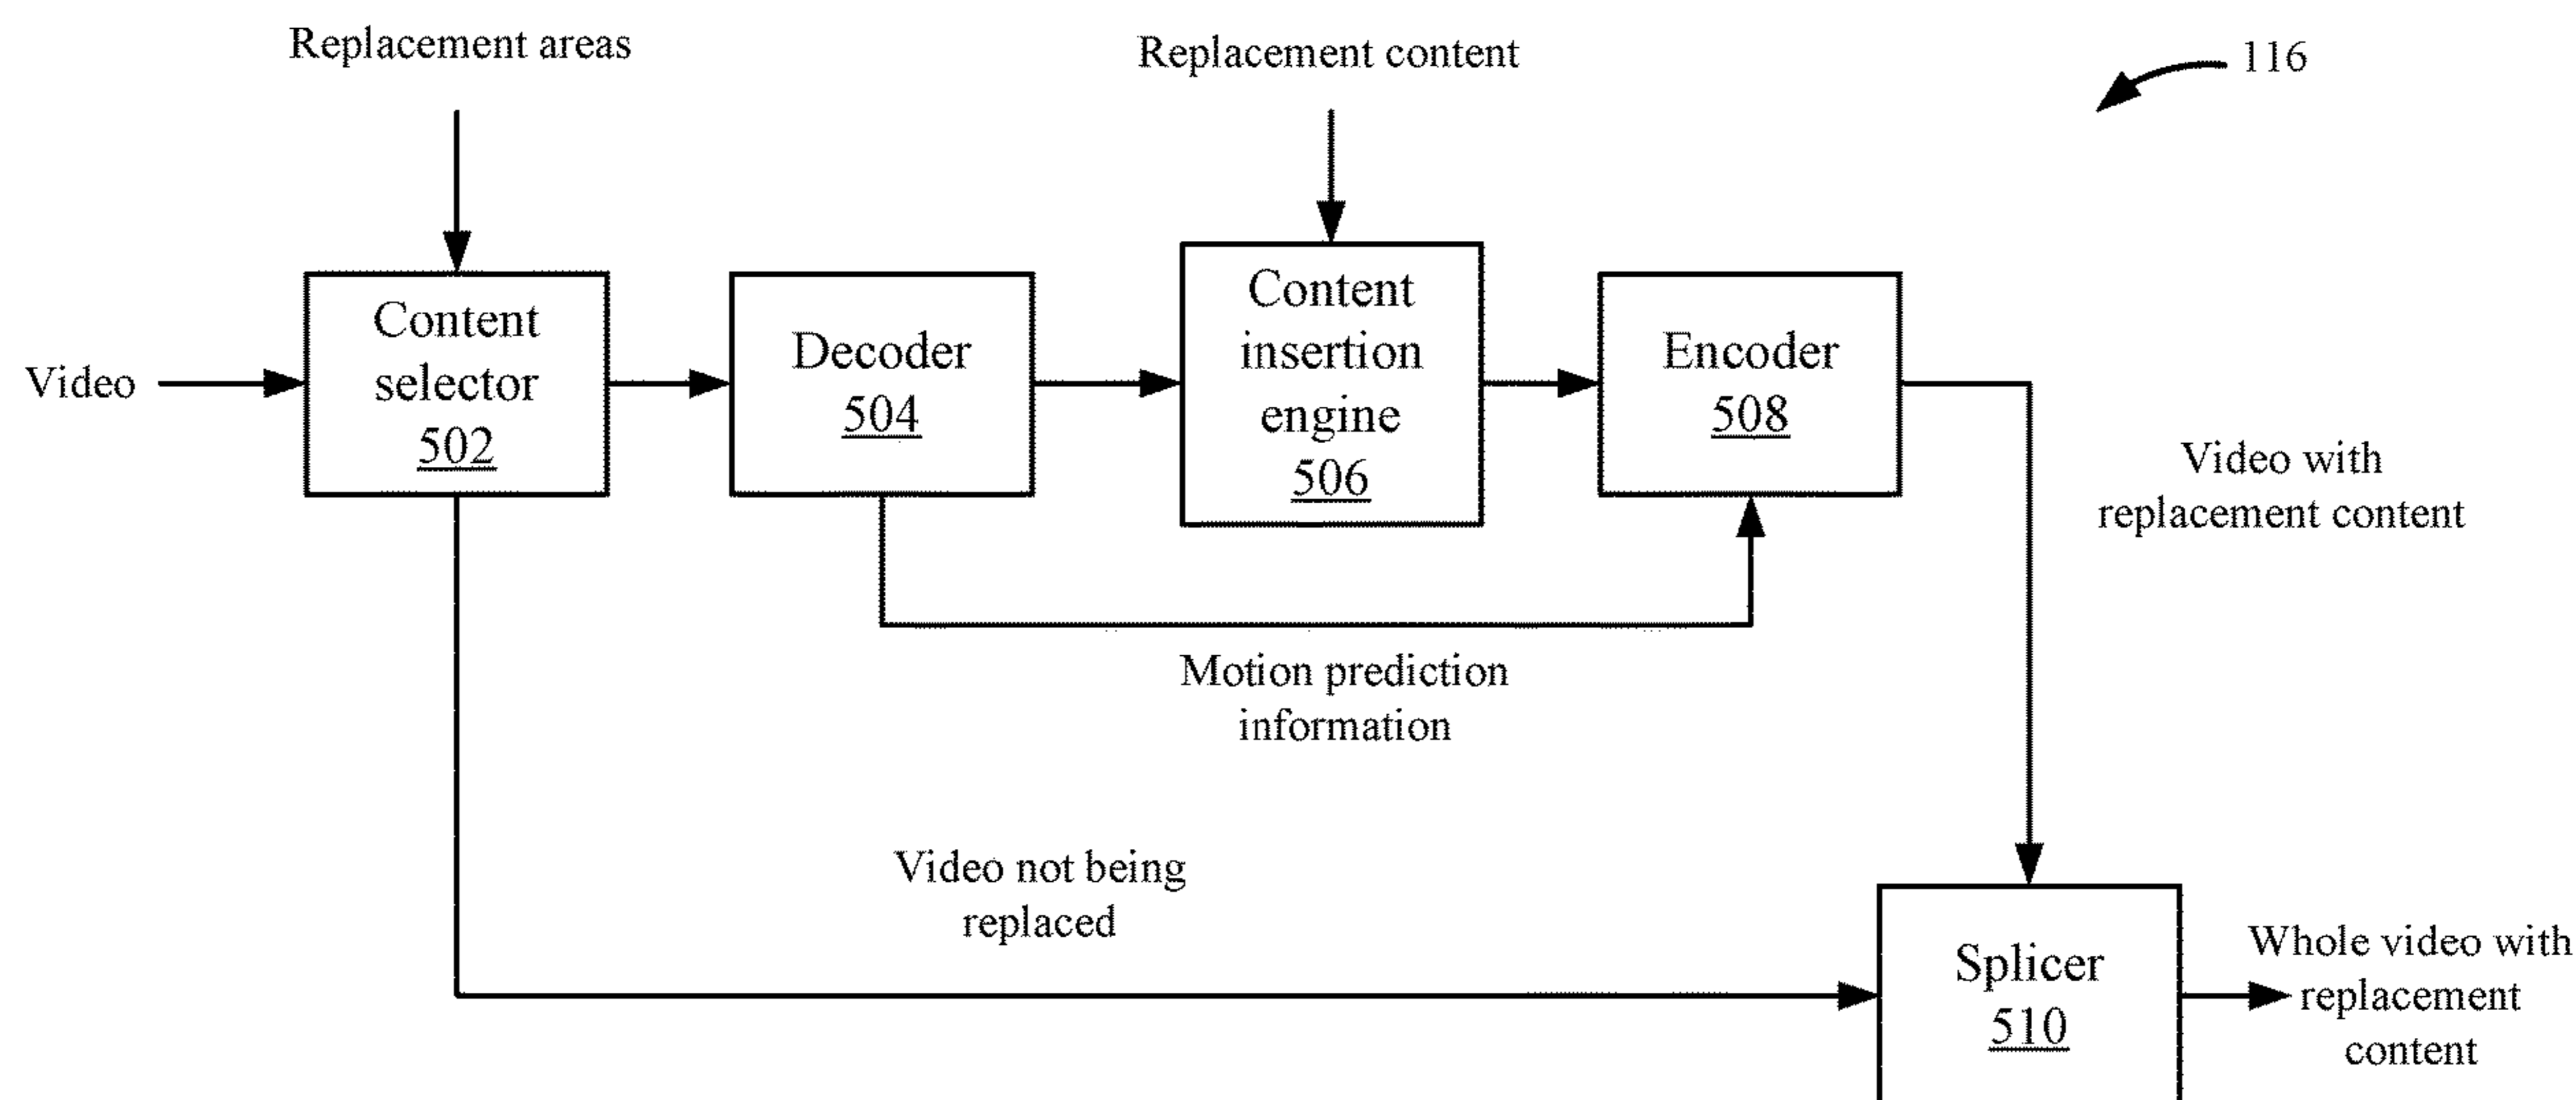 Replacement areas
Replacement content
116
Video
Content
selector
502
Decoder
504
Content
insertion
engine
506
Encoder
508
Video with
replacement content
Motion prediction
information
Video not being
replaced
Splicer
510
Whole video with
replacement
content